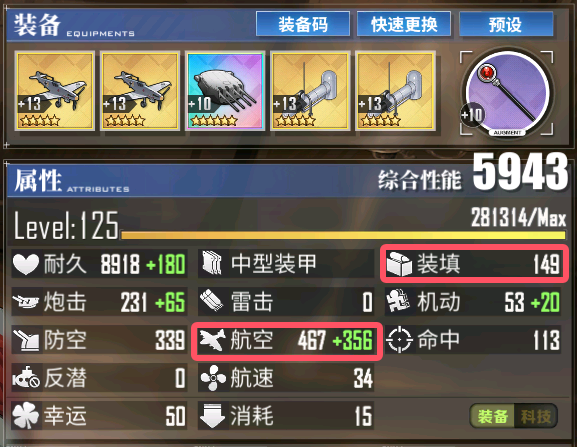 装备 EQUIPMENTS 装备码 快速更换 预设
+13 +13 +10 +13 +13 +10
AUGMENT
属性 ATTRIBUTES 综合性能 5943
Level:125 281314/Max
耐久 8918 +180 中型装甲 装填 149
炮击 231 +65 雷击 0 机动 53 +20
防空 339 航空 467 +356 命中 113
反潜 0 航速 34
幸运 50 消耗 15 装备 科技